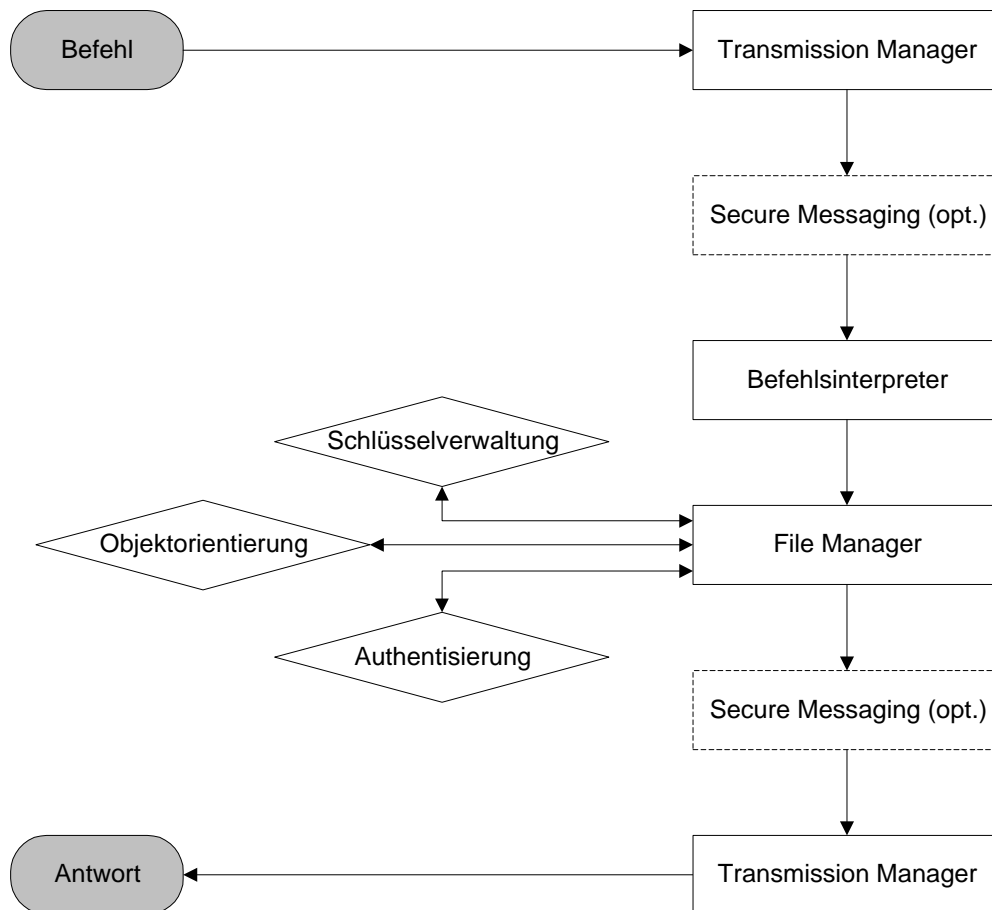 Befehl
Transmission Manager
Secure Messaging (opt.)
Befehlsinterpreter
Schlüsselverwaltung
Objektorientierung
File Manager
Authentisierung
Secure Messaging (opt.)
Antwort
Transmission Manager